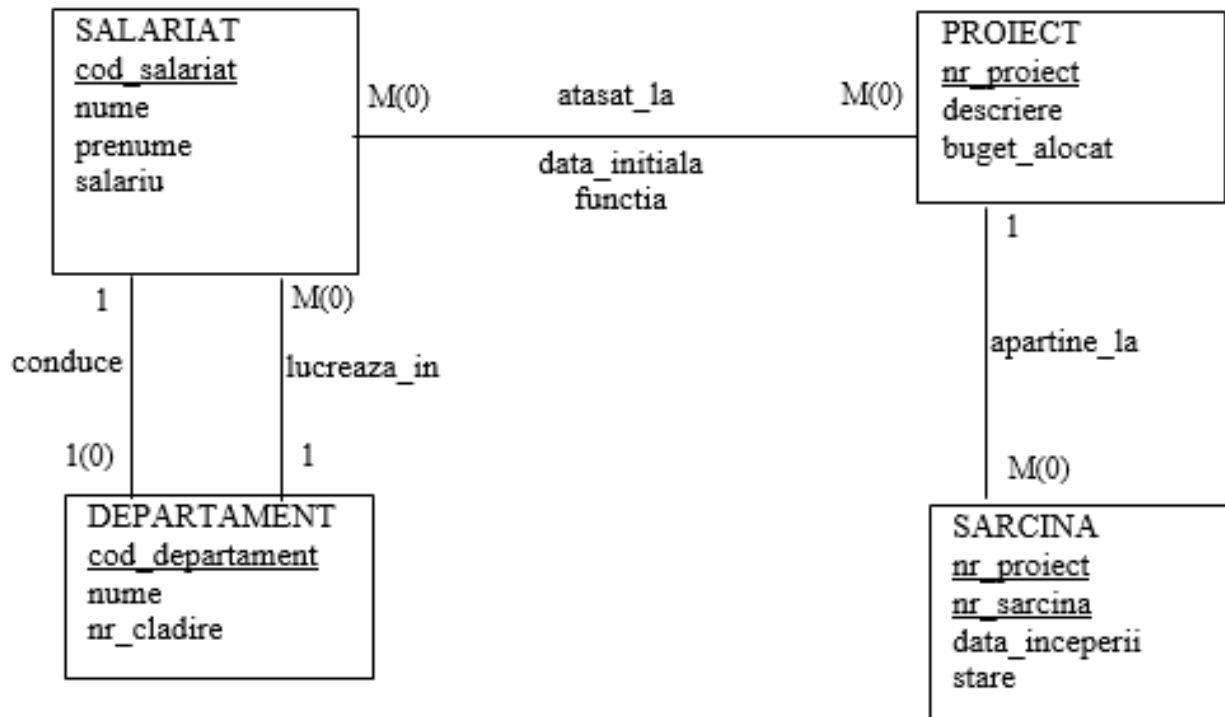 SALARIAT
cod_salariat
nume
prenume
salariu
M(0)
atasat_la
M(0)
data_initiala
functia
PROIECT
nr_proiect
descriere
buget_alocat
1
conduce
1(0)
M(0)
lucreaza_in
1
1
apartine_la
M(0)
DEPARTAMENT
cod_departament
nume
nr_cladire
SARCINA
nr_proiect
nr_sarcina
data_inceperii
stare